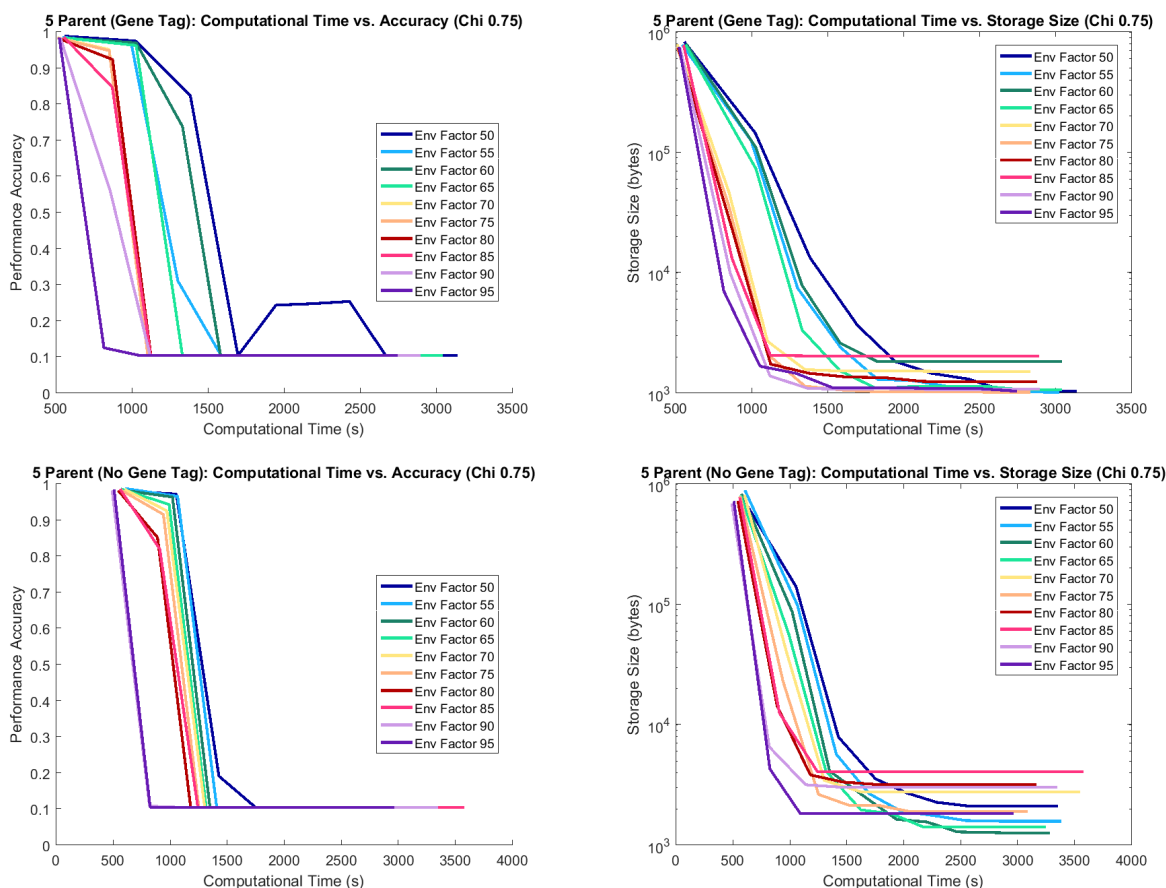 5 Parent (Gene Tag): Computational Time vs. Accuracy (Chi 0.75)
1
0.9
0.8
0.7
0.6
0.5
0.4
0.3
0.2
0.1
0
Performance Accuracy
500
1000
1500
2000
2500
3000
3500
Computational Time (s)
Env Factor 50
Env Factor 55
Env Factor 60
Env Factor 65
Env Factor 70
Env Factor 75
Env Factor 80
Env Factor 85
Env Factor 90
Env Factor 95
5 Parent (Gene Tag): Computational Time vs. Storage Size (Chi 0.75)
10^6
10^5
10^4
10^3
Storage Size (bytes)
500
1000
1500
2000
2500
3000
3500
Computational Time (s)
Env Factor 50
Env Factor 55
Env Factor 60
Env Factor 65
Env Factor 70
Env Factor 75
Env Factor 80
Env Factor 85
Env Factor 90
Env Factor 95
5 Parent (No Gene Tag): Computational Time vs. Accuracy (Chi 0.75)
1
0.9
0.8
0.7
0.6
0.5
0.4
0.3
0.2
0.1
0
Performance Accuracy
0
500
1000
1500
2000
2500
3000
3500
4000
Computational Time (s)
Env Factor 50
Env Factor 55
Env Factor 60
Env Factor 65
Env Factor 70
Env Factor 75
Env Factor 80
Env Factor 85
Env Factor 90
Env Factor 95
5 Parent (No Gene Tag): Computational Time vs. Storage Size (Chi 0.75)
10^6
10^5
10^4
10^3
Storage Size (bytes)
0
500
1000
1500
2000
2500
3000
3500
4000
Computational Time (s)
Env Factor 50
Env Factor 55
Env Factor 60
Env Factor 65
Env Factor 70
Env Factor 75
Env Factor 80
Env Factor 85
Env Factor 90
Env Factor 95